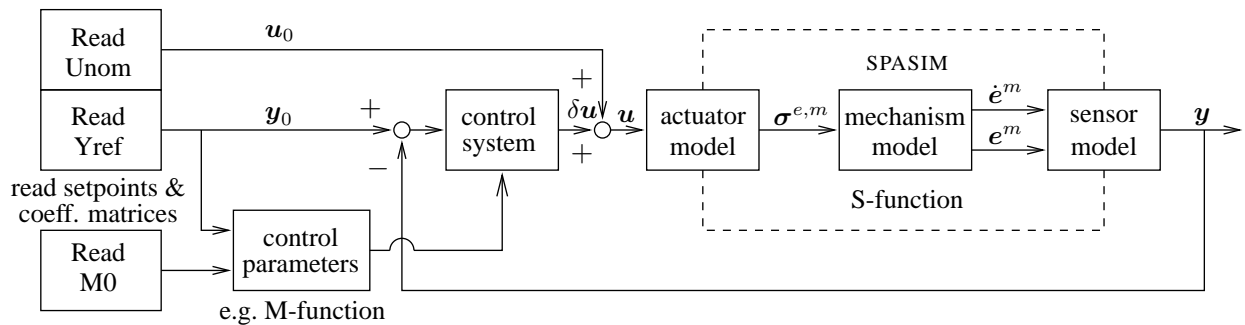 Read
Unom
u₀
Read
Yref
y₀
+
−
control
system
δu
+
+
u
actuator
model
σᵉ,ᵐ
SPASIM
mechanism
model
ėᵐ
eᵐ
sensor
model
y
S-function
read setpoints &
coeff. matrices
Read
M0
control
parameters
e.g. M-function